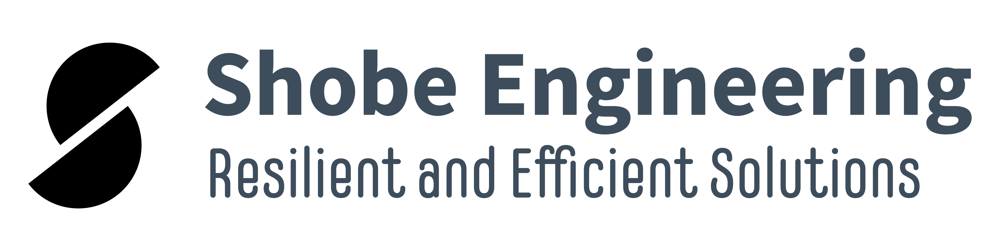 Shobe Engineering
Resilient and Efficient Solutions